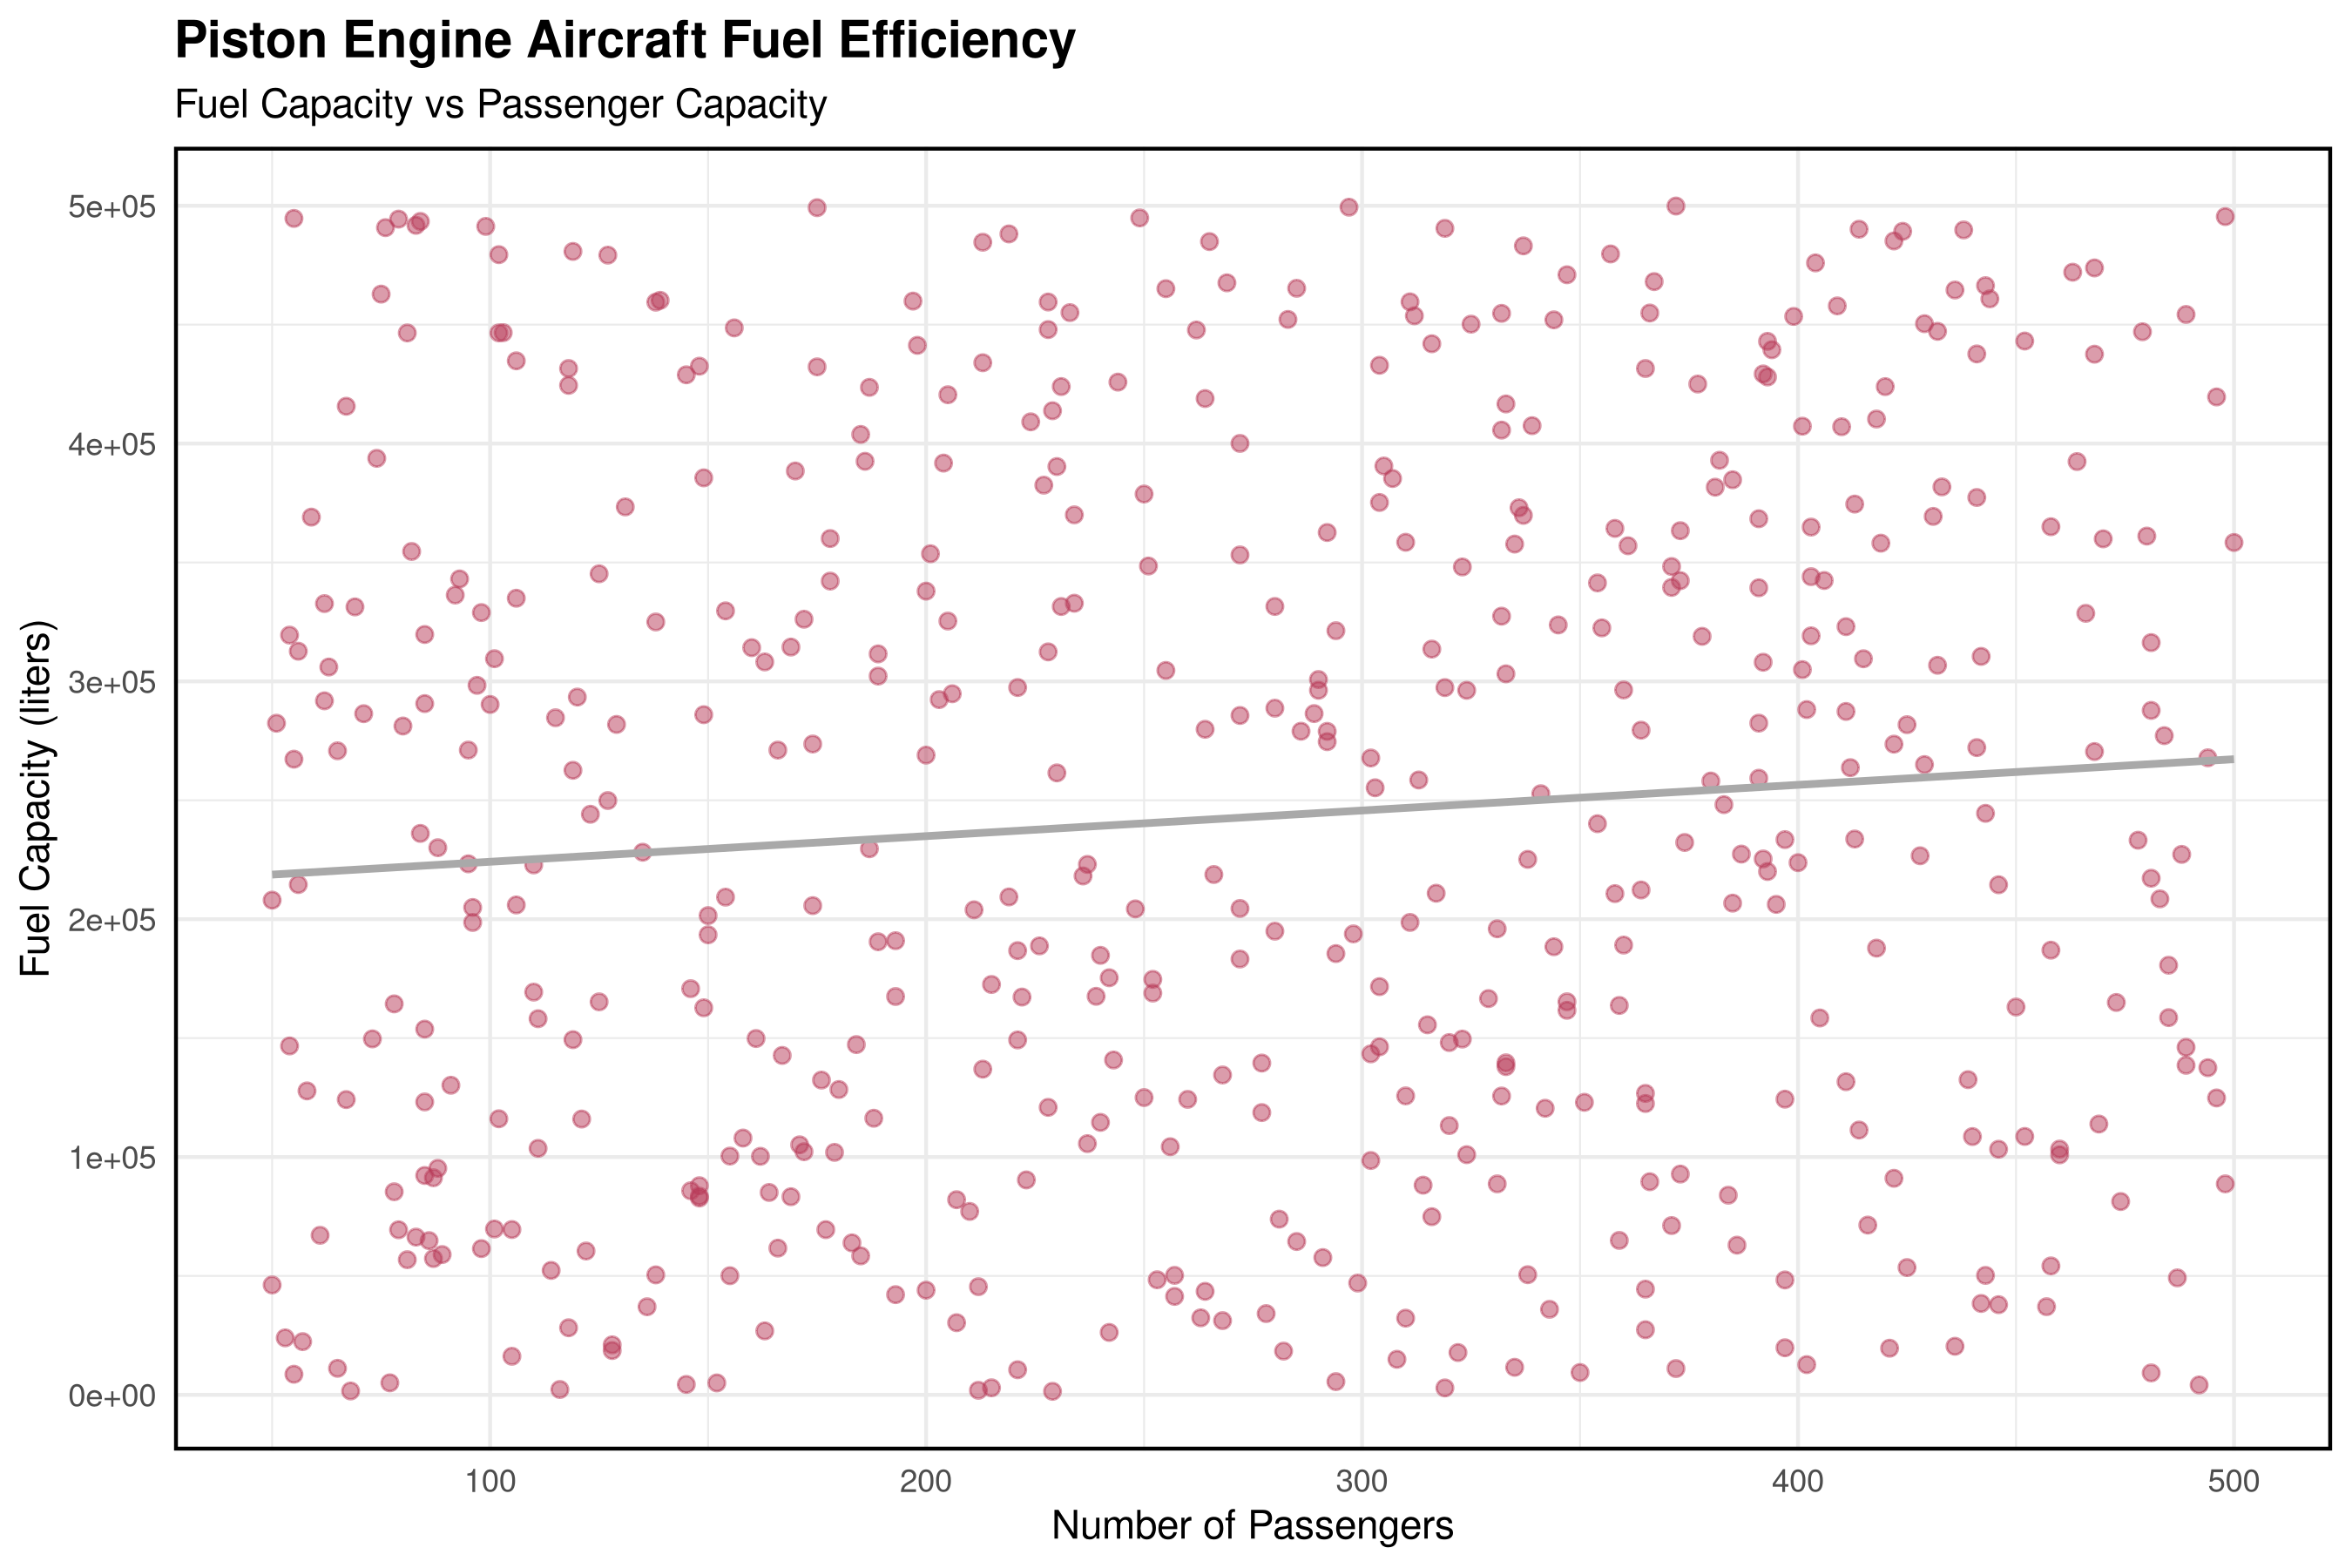 Piston Engine Aircraft Fuel Efficiency
Fuel Capacity vs Passenger Capacity
Fuel Capacity (liters)
5e+05
4e+05
3e+05
2e+05
1e+05
0e+00
100 200 300 400 500
Number of Passengers